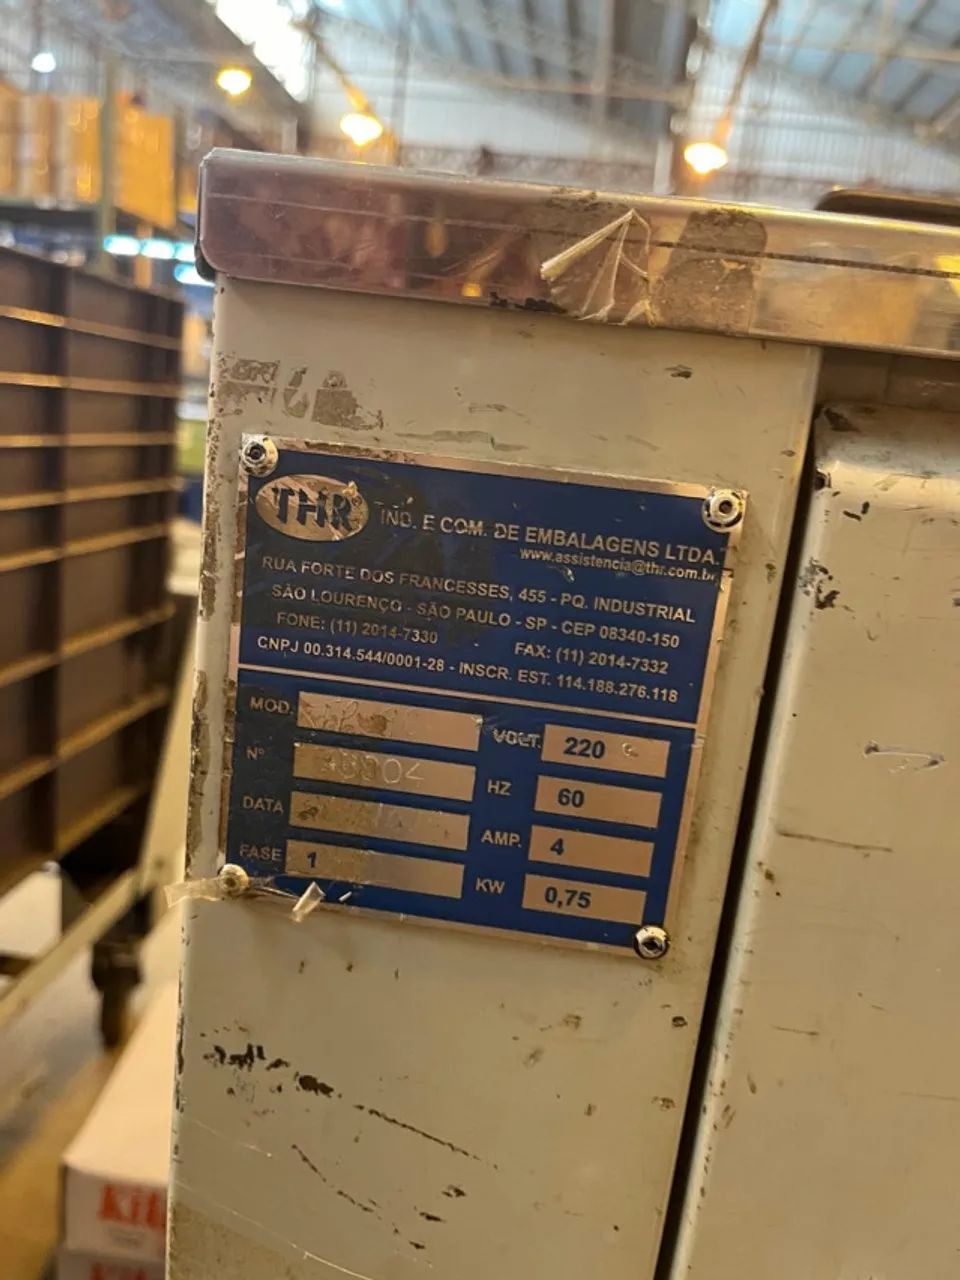 THR IND. E COM. DE EMBALAGENS LTDA.
www.assistencia@thr.com.br
RUA FORTE DOS FRANCESSES, 455 - PQ. INDUSTRIAL
SÃO LOURENÇO - SÃO PAULO - SP - CEP 08340-150
FONE: (11) 2014-7330 FAX: (11) 2014-7332
CNPJ 00.314.544/0001-28 - INSCR. EST. 114.188.276.118
MOD. VOLT. 220
Nº HZ 60
DATA AMP. 4
FASE 1 KW 0,75